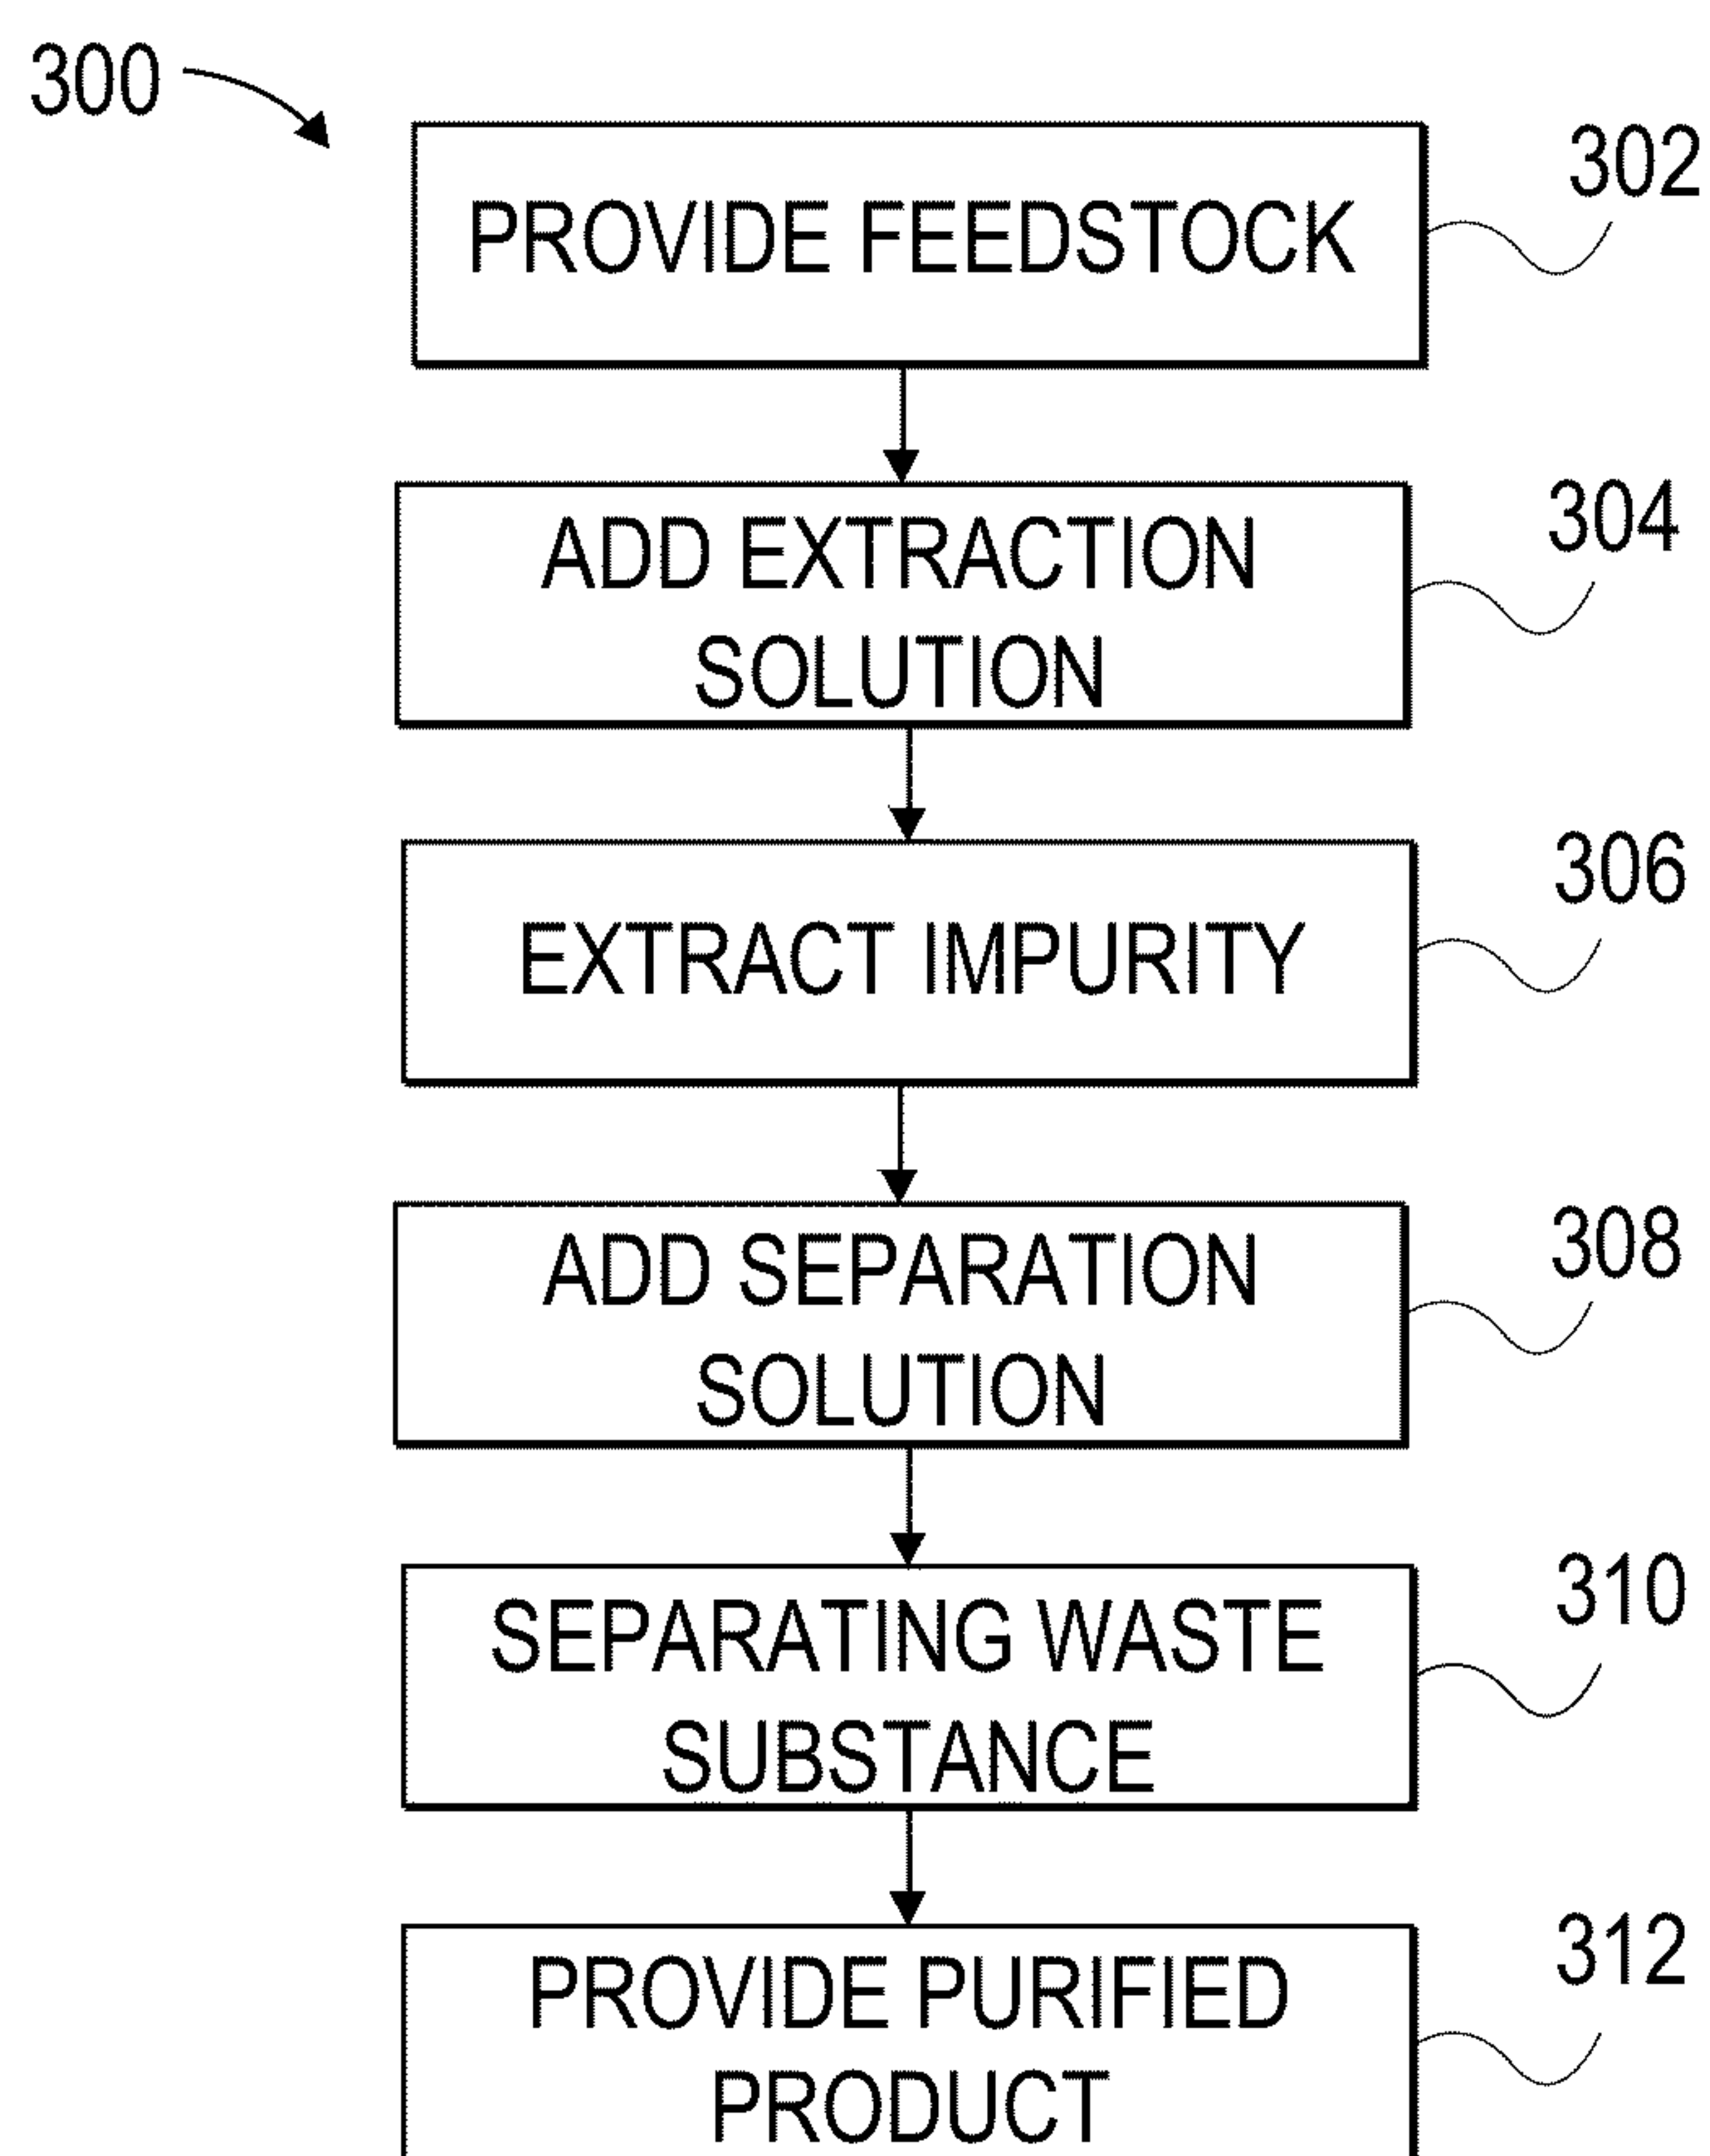 300
PROVIDE FEEDSTOCK
302
ADD EXTRACTION
SOLUTION
304
EXTRACT IMPURITY
306
ADD SEPARATION
SOLUTION
308
SEPARATING WASTE
SUBSTANCE
310
PROVIDE PURIFIED
PRODUCT
312